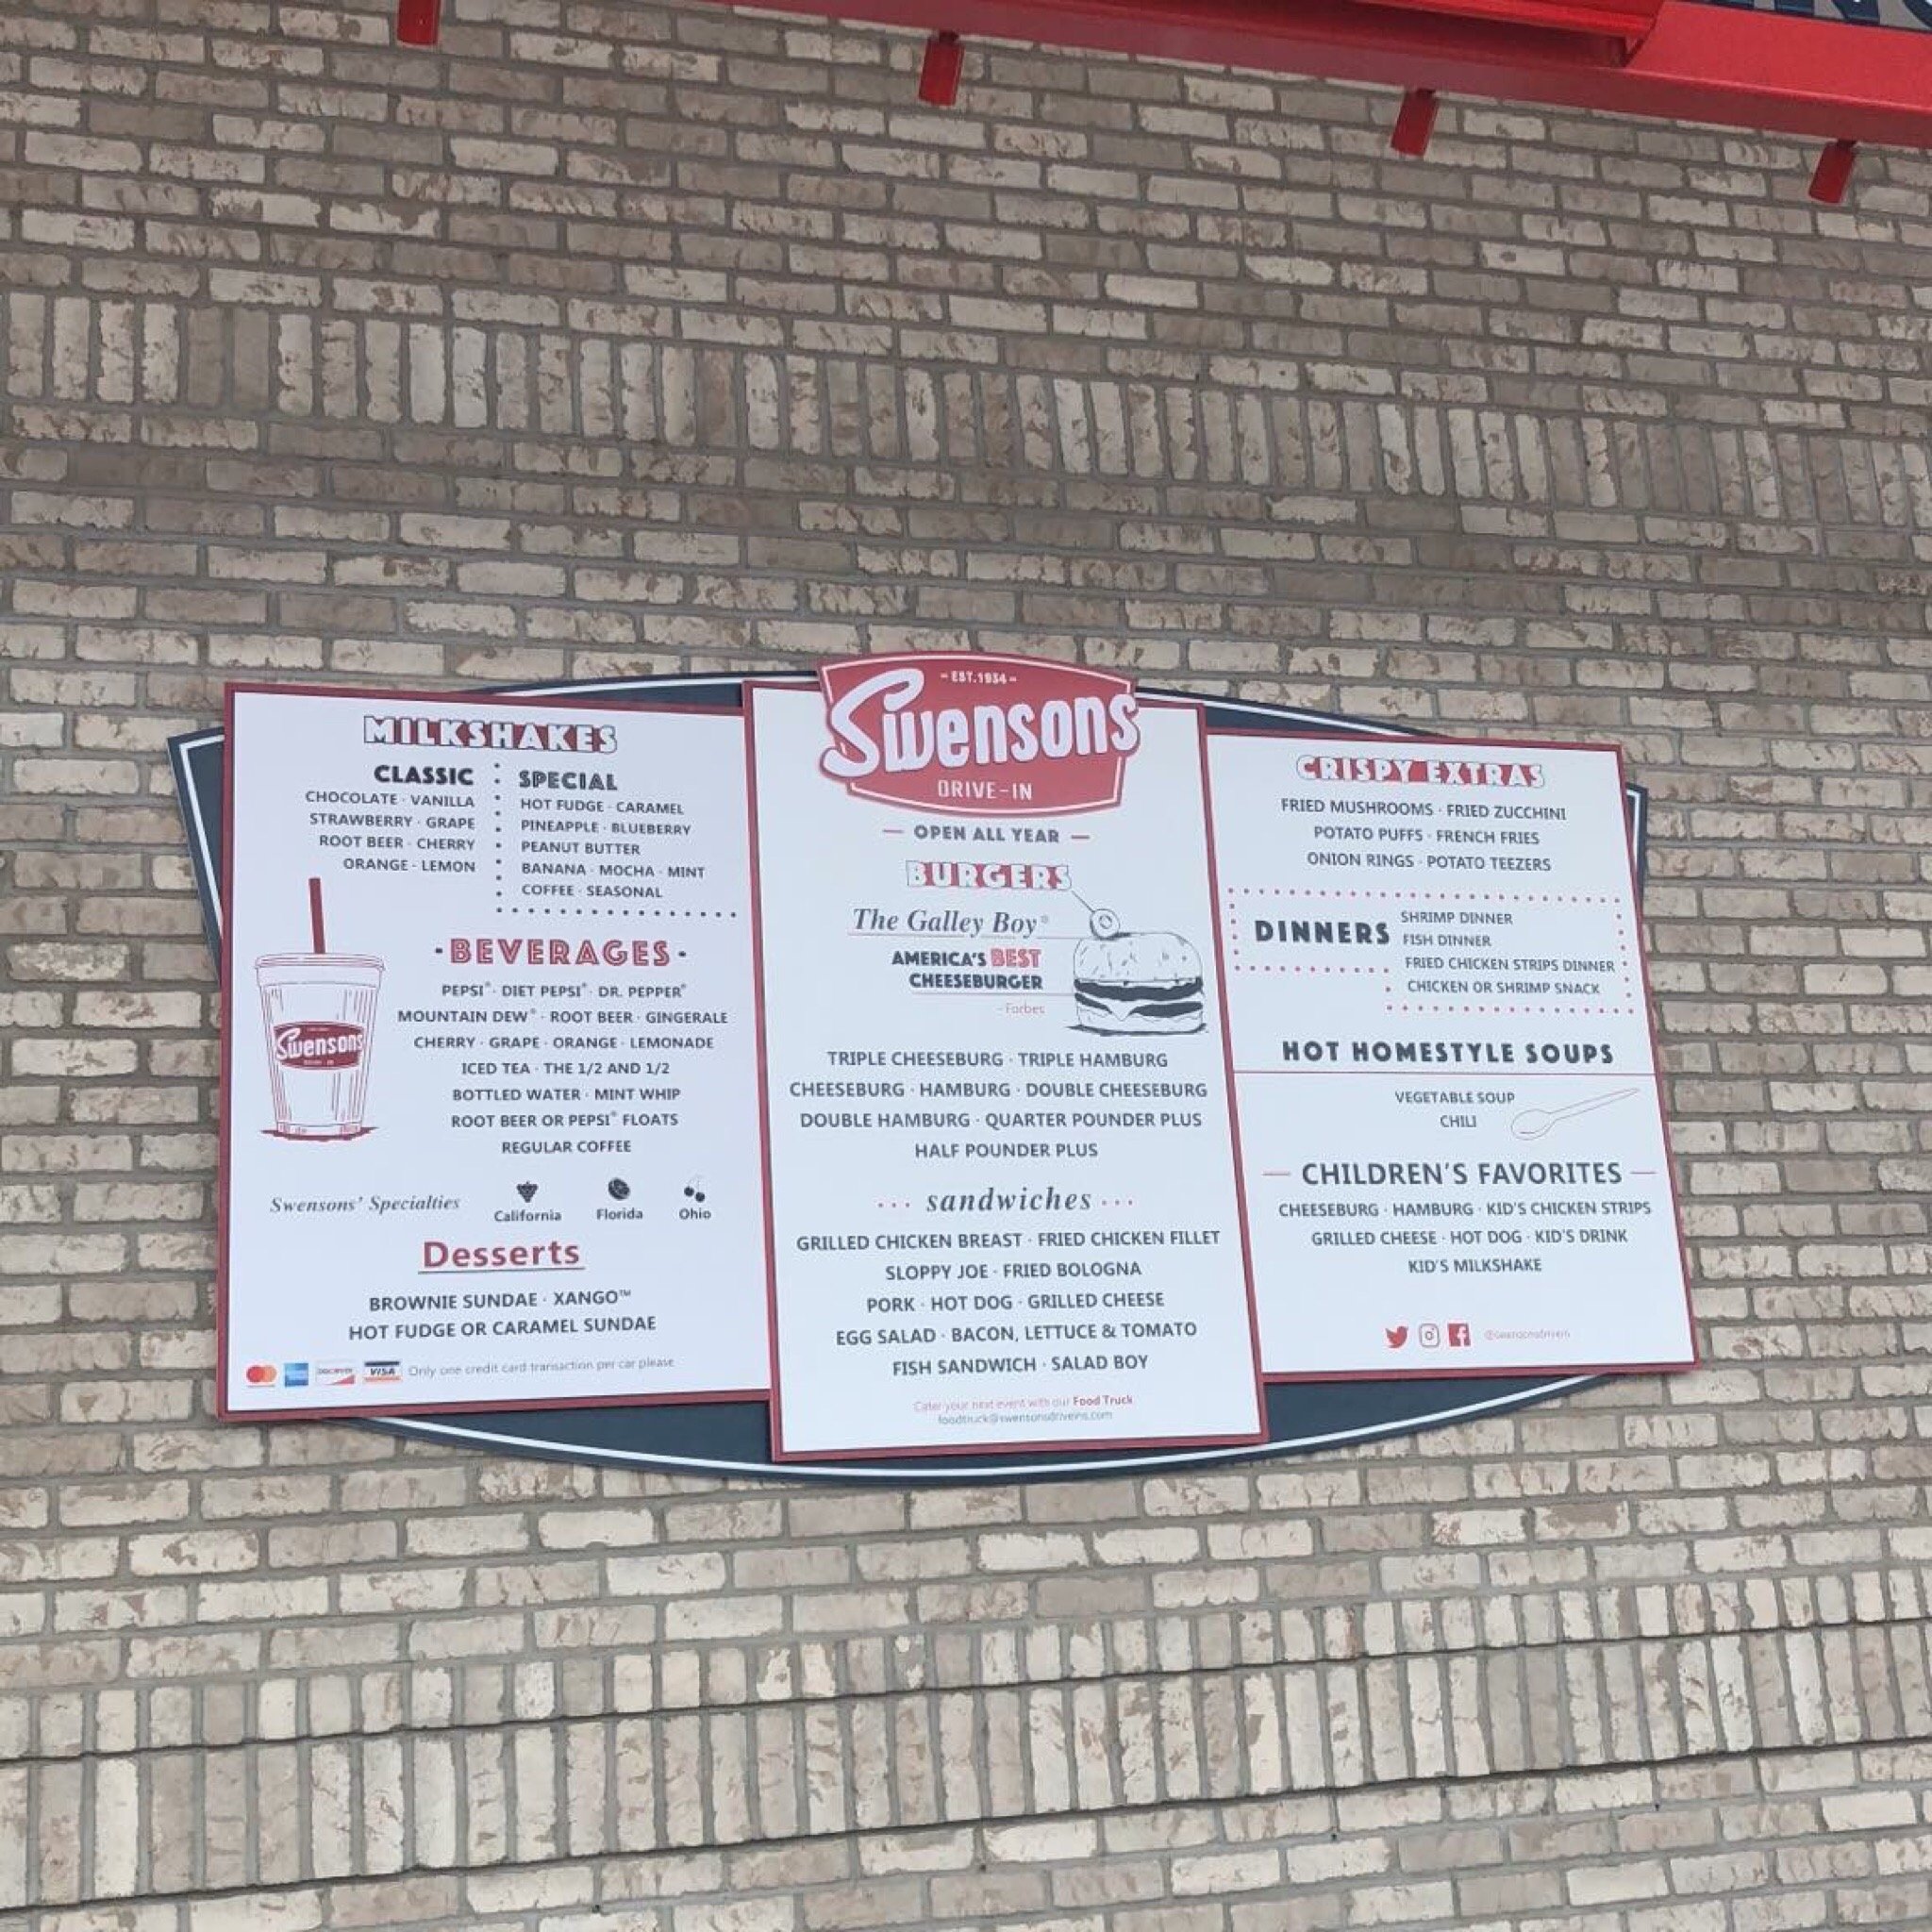 MILKSHAKES
CLASSIC
CHOCOLATE · VANILLA
STRAWBERRY · GRAPE
ROOT BEER · CHERRY
ORANGE · LEMON
SPECIAL
HOT FUDGE · CARAMEL
PINEAPPLE · BLUEBERRY
PEANUT BUTTER
BANANA · MOCHA · MINT
COFFEE · SEASONAL
· BEVERAGES ·
PEPSI® · DIET PEPSI® · DR. PEPPER®
MOUNTAIN DEW® · ROOT BEER · GINGERALE
CHERRY · GRAPE · ORANGE · LEMONADE
ICED TEA · THE 1/2 AND 1/2
BOTTLED WATER · MINT WHIP
ROOT BEER OR PEPSI® FLOATS
REGULAR COFFEE
Swensons
Swensons' Specialties
California
Florida
Ohio
Desserts
BROWNIE SUNDAE · XANGO™
HOT FUDGE OR CARAMEL SUNDAE
DISCOVER
VISA
Only one credit card transaction per car please
- EST.1934 -
Swensons
DRIVE-IN
— OPEN ALL YEAR —
BURGERS
The Galley Boy®
AMERICA'S BEST
CHEESEBURGER
- Forbes
TRIPLE CHEESEBURG · TRIPLE HAMBURG
CHEESEBURG · HAMBURG · DOUBLE CHEESEBURG
DOUBLE HAMBURG · QUARTER POUNDER PLUS
HALF POUNDER PLUS
··· sandwiches ···
GRILLED CHICKEN BREAST · FRIED CHICKEN FILLET
SLOPPY JOE · FRIED BOLOGNA
PORK · HOT DOG · GRILLED CHEESE
EGG SALAD · BACON, LETTUCE & TOMATO
FISH SANDWICH · SALAD BOY
Cater your next event with our Food Truck
foodtruck@swensonsdriveins.com
CRISPY EXTRAS
FRIED MUSHROOMS · FRIED ZUCCHINI
POTATO PUFFS · FRENCH FRIES
ONION RINGS · POTATO TEEZERS
DINNERS
SHRIMP DINNER
FISH DINNER
FRIED CHICKEN STRIPS DINNER
CHICKEN OR SHRIMP SNACK
HOT HOMESTYLE SOUPS
VEGETABLE SOUP
CHILI
— CHILDREN'S FAVORITES —
CHEESEBURG · HAMBURG · KID'S CHICKEN STRIPS
GRILLED CHEESE · HOT DOG · KID'S DRINK
KID'S MILKSHAKE